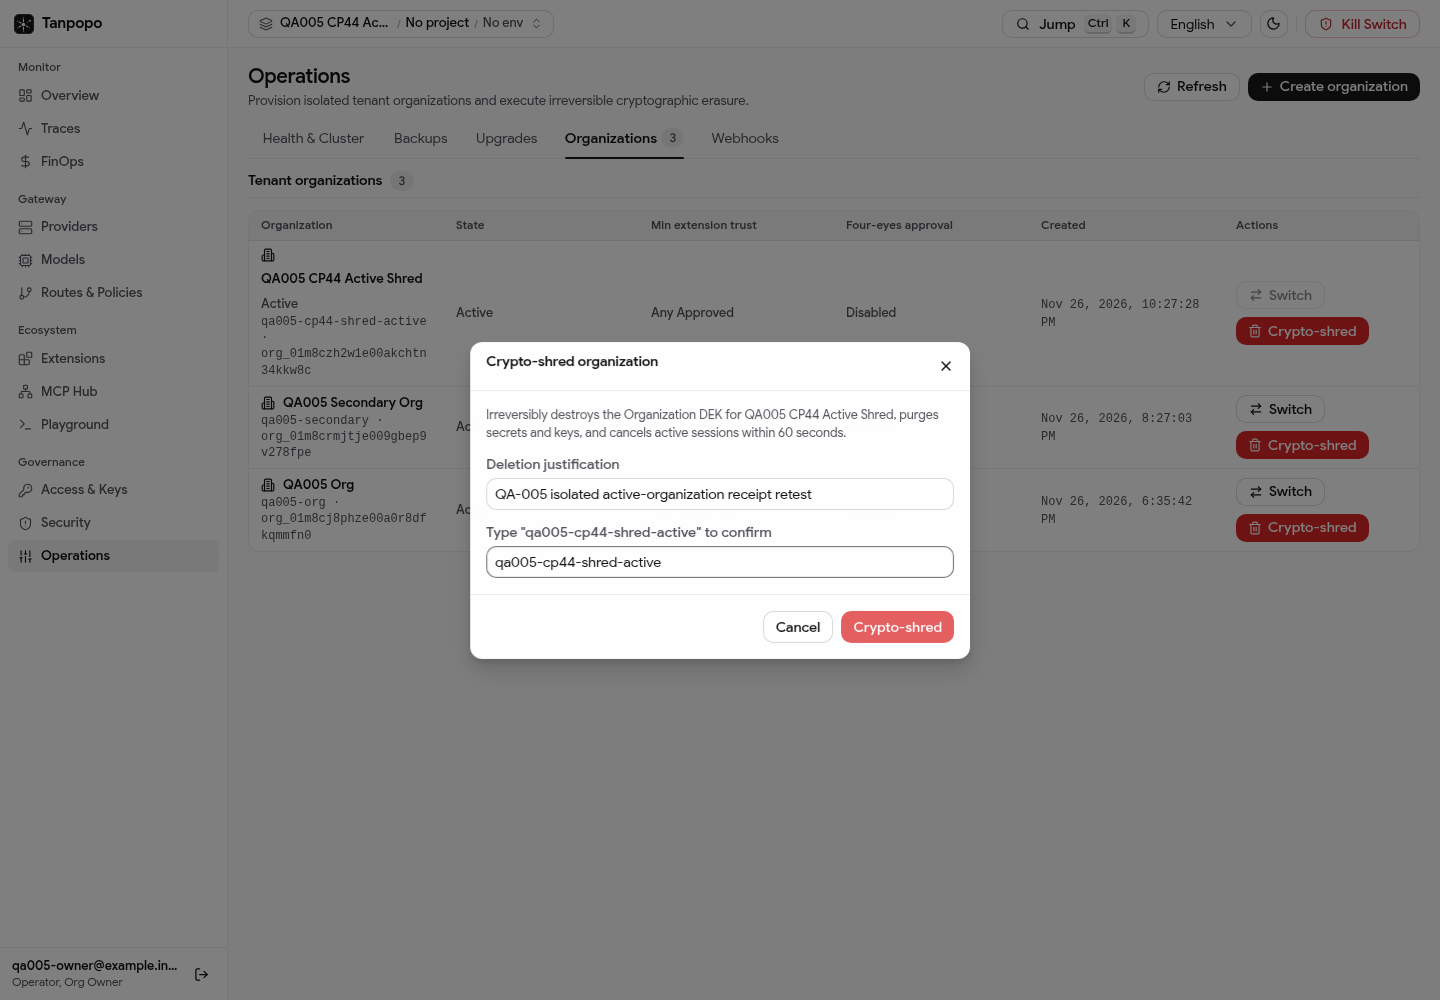 Tanpopo
QA005 CP44 Ac... / No project / No env
Jump Ctrl K
English
Kill Switch
Monitor
Overview
Traces
FinOps
Gateway
Providers
Models
Routes & Policies
Ecosystem
Extensions
MCP Hub
Playground
Governance
Access & Keys
Security
Operations
qa005-owner@example.in...
Operator, Org Owner
Operations
Provision isolated tenant organizations and execute irreversible cryptographic erasure.
Refresh
Create organization
Health & Cluster Backups Upgrades Organizations 3 Webhooks
Tenant organizations 3
Organization State Min extension trust Four-eyes approval Created Actions
QA005 CP44 Active Shred
Active
qa005-cp44-shred-active
·
org_01m8czh2w1e00akchtn
34kkw8c
Active
Any Approved
Disabled
Nov 26, 2026, 10:27:28
PM
Switch
Crypto-shred
QA005 Secondary Org
qa005-secondary ·
org_01m8crmjtje009gbep9
v278fpe
Ac
Nov 26, 2026, 8:27:03
PM
Switch
Crypto-shred
QA005 Org
qa005-org ·
org_01m8cj8phze00a0r8df
kqmmfn0
Ac
Nov 26, 2026, 6:35:42
PM
Switch
Crypto-shred
Crypto-shred organization
Irreversibly destroys the Organization DEK for QA005 CP44 Active Shred, purges
secrets and keys, and cancels active sessions within 60 seconds.
Deletion justification
QA-005 isolated active-organization receipt retest
Type "qa005-cp44-shred-active" to confirm
qa005-cp44-shred-active
Cancel
Crypto-shred